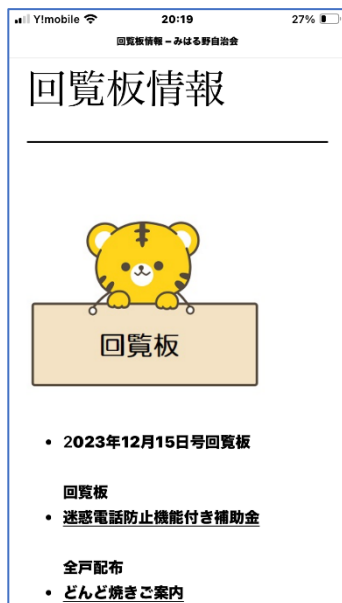 Y!mobile 20:19 27%
回覧板情報 – みはる野自治会
回覧板情報
回覧板
2023年12月15日号回覧板
回覧板
迷惑電話防止機能付き補助金
全戸配布
どんど焼きご案内